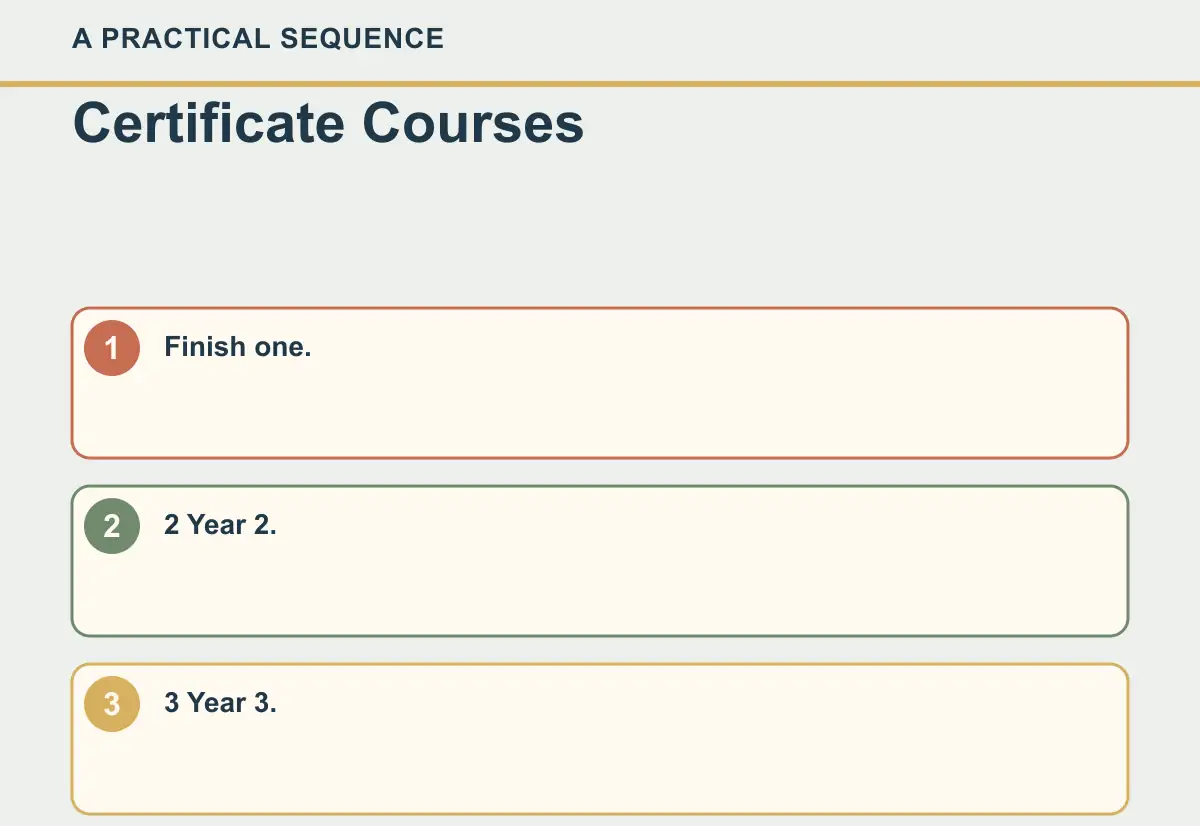 A PRACTICAL SEQUENCE
Certificate Courses
1 Finish one.
2 2 Year 2.
3 3 Year 3.